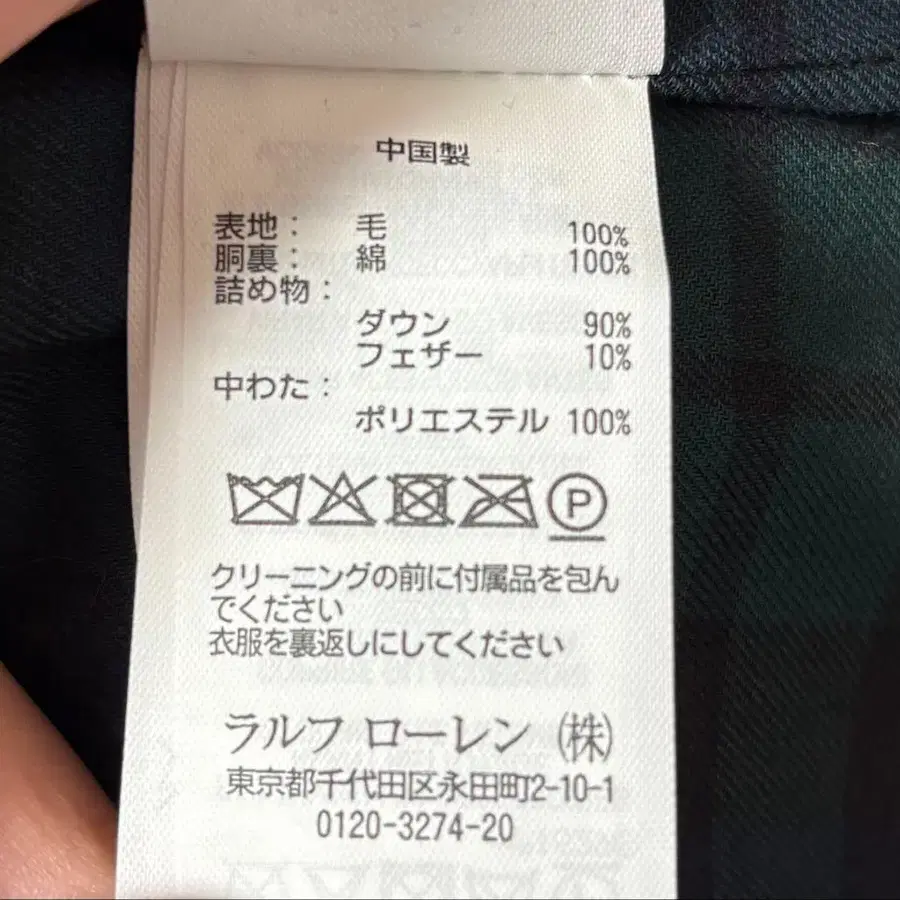 中国製
表地： 毛 100%
胴裏： 綿 100%
詰め物：
ダウン 90%
フェザー 10%
中わた：
ポリエステル 100%
P
クリーニングの前に付属品を包ん
でください
衣服を裏返しにしてください
ラルフ ローレン (株)
東京都千代田区永田町2-10-1
0120-3274-20